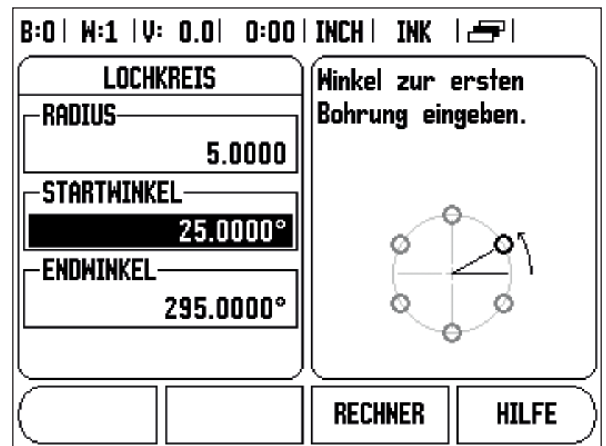 B:0 | W:1 | V: 0.0 | 0:00 | INCH | INK |
LOCHKREIS
RADIUS
5.0000
STARTWINKEL
25.0000°
ENDWINKEL
295.0000°
Winkel zur ersten
Bohrung eingeben.
RECHNER HILFE